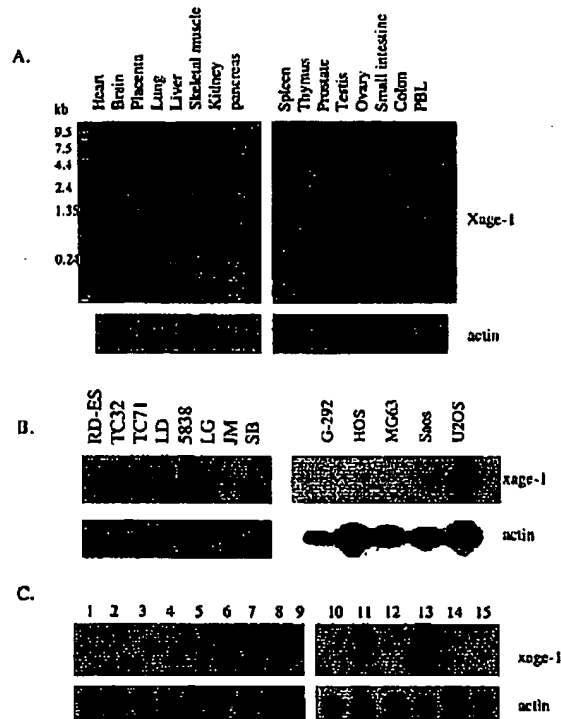 A.
Heart
Brain
Placenta
Lung
Liver
Skeletal muscle
Kidney
pancreas
Spleen
Thymus
Prostate
Testis
Ovary
Small intestine
Colon
PBL
kb
9.5
7.5
4.4
2.4
1.35
0.24
Xage-1
actin
B.
RD-ES
TC32
TC71
LD
5838
LG
JM
SB
G-292
HOS
MG63
Saos
U2OS
xage-1
actin
C.
1 2 3 4 5 6 7 8 9 10 11 12 13 14 15
xage-1
actin